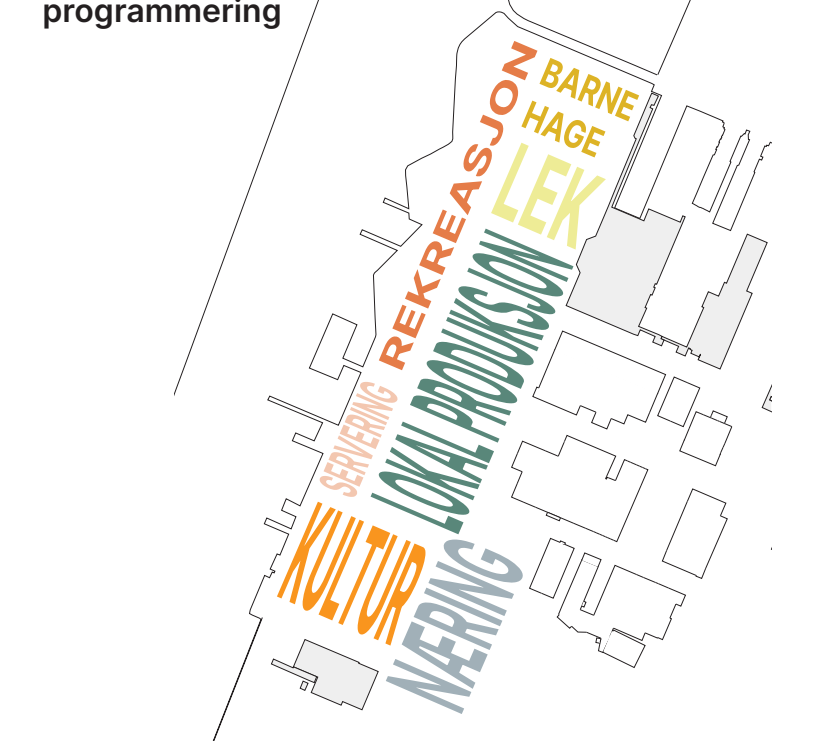 programmering
REKREASJON
BARNE
HAGE
LEK
LOKAL PRODUKSJON
SERVERING
KULTUR
NÆRING